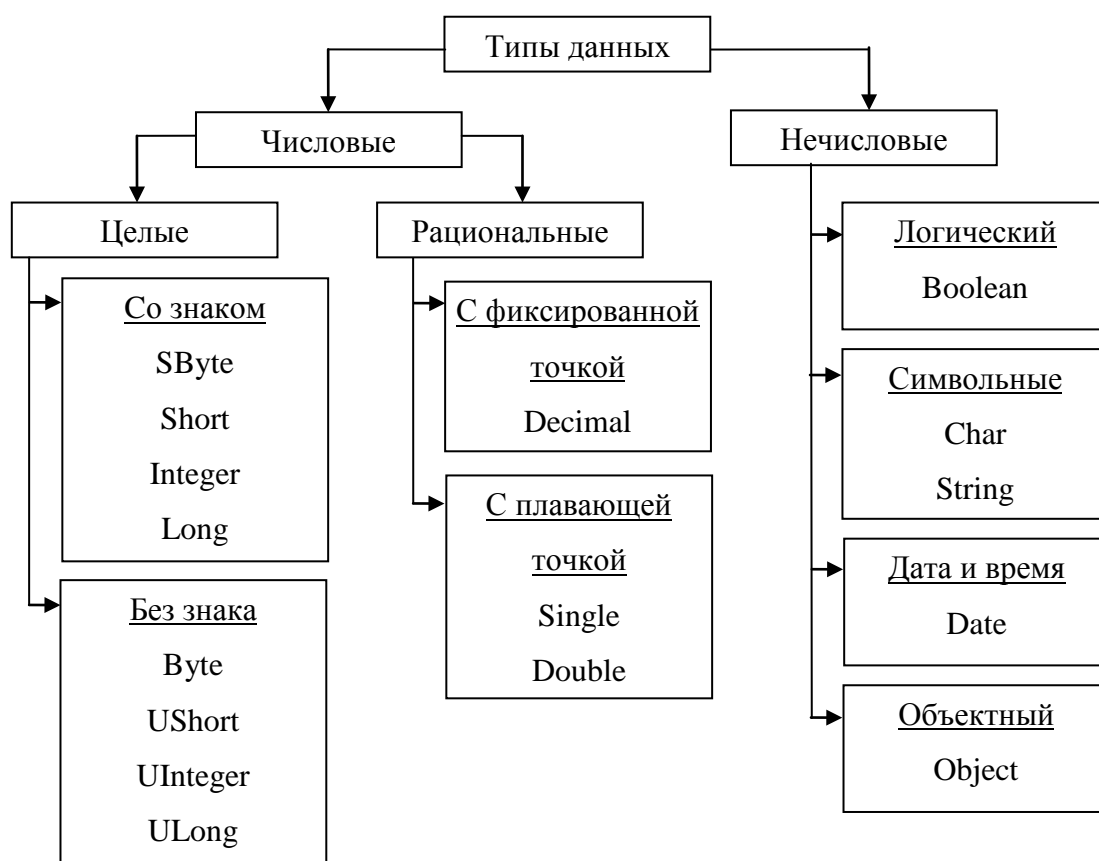 Типы данных
Числовые
Нечисловые
Целые
Рациональные
Со знаком
SByte
Short
Integer
Long
Без знака
Byte
UShort
UInteger
ULong
С фиксированной
точкой
Decimal
С плавающей
точкой
Single
Double
Логический
Boolean
Символьные
Char
String
Дата и время
Date
Объектный
Object